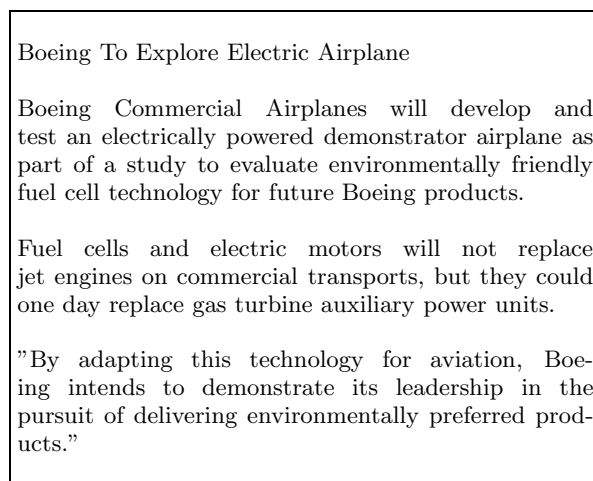 Boeing To Explore Electric Airplane
Boeing Commercial Airplanes will develop and
test an electrically powered demonstrator airplane as
part of a study to evaluate environmentally friendly
fuel cell technology for future Boeing products.
Fuel cells and electric motors will not replace
jet engines on commercial transports, but they could
one day replace gas turbine auxiliary power units.
”By adapting this technology for aviation, Boe-
ing intends to demonstrate its leadership in the
pursuit of delivering environmentally preferred prod-
ucts.”